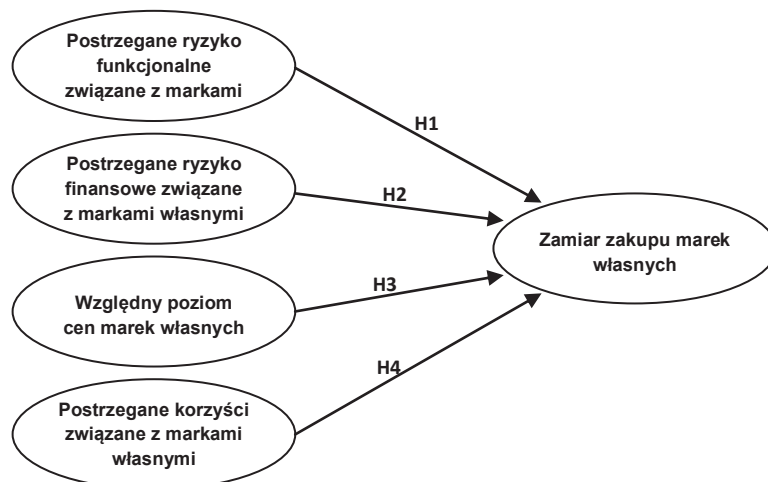 Postrzegane ryzyko
funkcjonalne
związane z markami
H1
Postrzegane ryzyko
finansowe związane
z markami własnymi
H2
Zamiar zakupu marek
własnych
Względny poziom
cen marek własnych
H3
H4
Postrzegane korzyści
związane z markami
własnymi